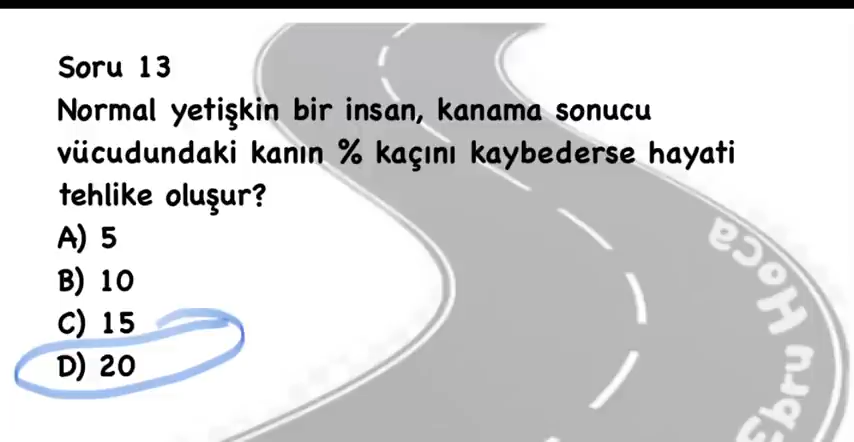 Soru 13
Normal yetişkin bir insan, kanama sonucu
vücudundaki kanın % kaçını kaybederse hayati
tehlike oluşur?
A) 5
B) 10
C) 15
D) 20
Ebru Hoca